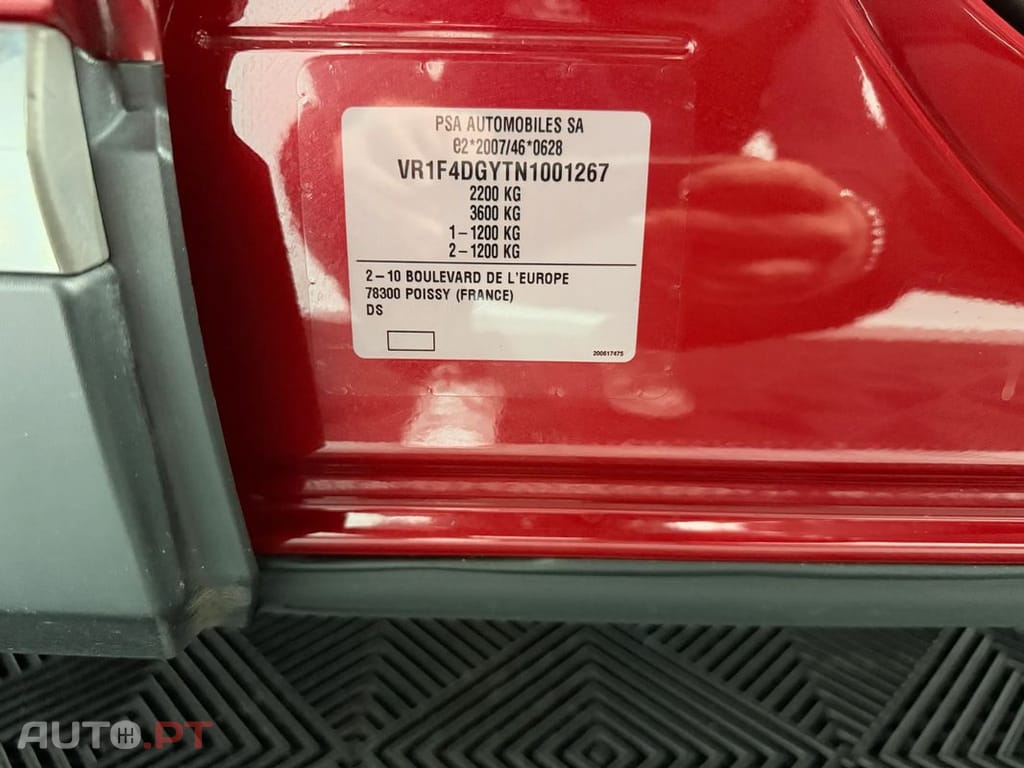 PSA AUTOMOBILES SA
e2*2007/46*0628
VR1F4DGYTN1001267
2200 KG
3600 KG
1-1200 KG
2-1200 KG
2-10 BOULEVARD DE L'EUROPE
78300 POISSY (FRANCE)
DS
200617475
AUTO.PT